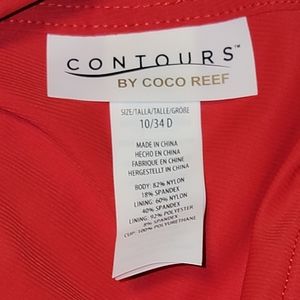 CONTOURS™
BY COCO REEF
SIZE/TALLA/TALLE/GRÖßE
10/34 D
MADE IN CHINA
HECHO EN CHINA
FABRIQUE EN CHINE
HERGESTELLT IN CHINA
BODY: 82% NYLON
18% SPANDEX
LINING: 60% NYLON
40% SPANDEX
LINING: 92% POLYESTER
8% SPANDEX
CUP: 100% POLYURETHANE